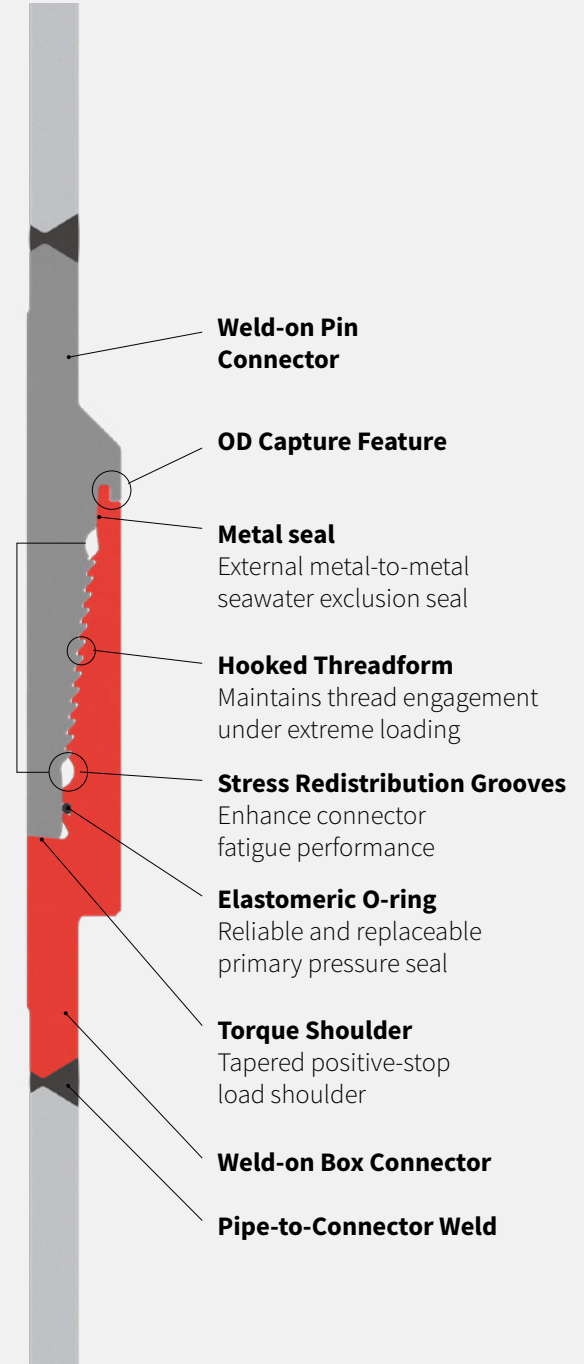 Weld-on Pin
Connector
OD Capture Feature
Metal seal
External metal-to-metal
seawater exclusion seal
Hooked Threadform
Maintains thread engagement
under extreme loading
Stress Redistribution Grooves
Enhance connector
fatigue performance
Elastomeric O-ring
Reliable and replaceable
primary pressure seal
Torque Shoulder
Tapered positive-stop
load shoulder
Weld-on Box Connector
Pipe-to-Connector Weld